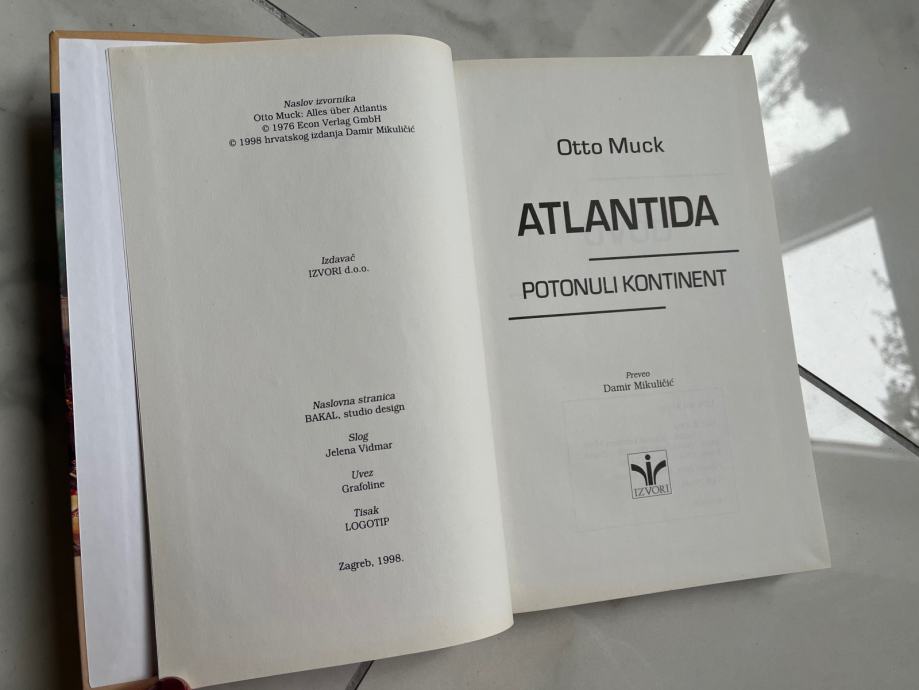 Naslov izvornika
Otto Muck: Alles über Atlantis
© 1976 Econ Verlag GmbH
© 1998 hrvatskog izdanja Damir Mikuličić
Izdavač
IZVORI d.o.o.
Naslovna stranica
BAKAL, studio design
Slog
Jelena Vidmar
Uvez
Grafoline
Tisak
LOGOTIP
Zagreb, 1998.
Otto Muck
ATLANTIDA
POTONULI KONTINENT
Preveo
Damir Mikuličić
IZVORI